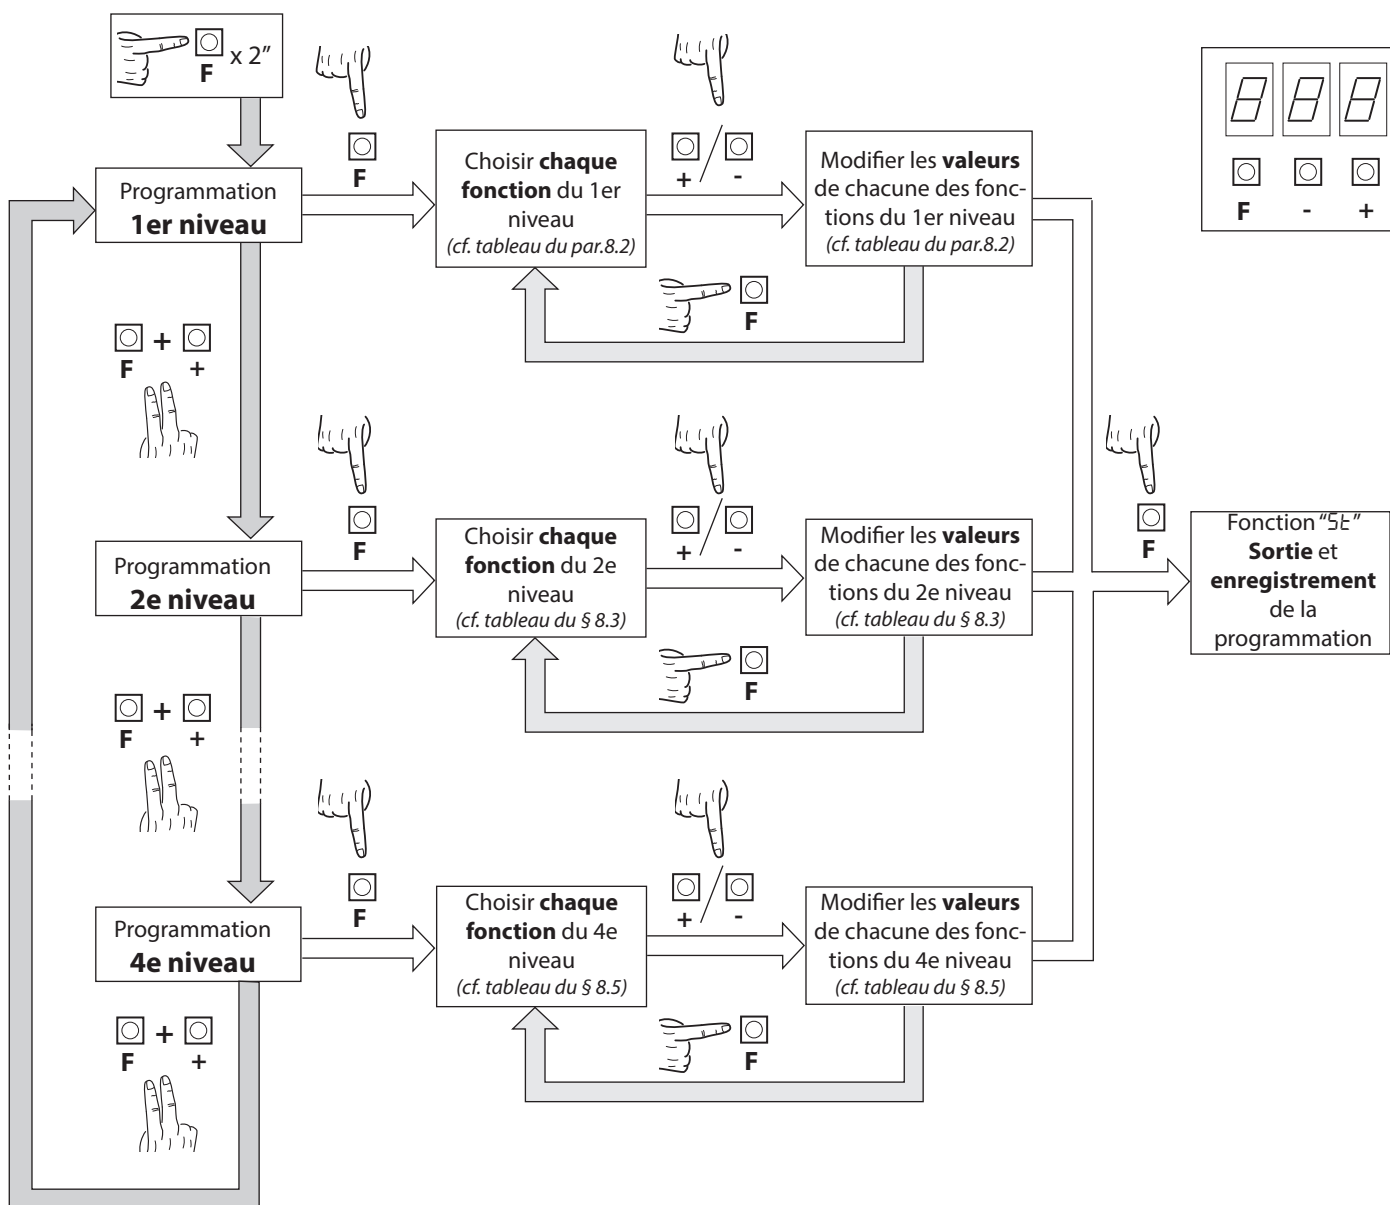 F
x 2”
F
+ / -
F - +
Programmation
1er niveau
Choisir chaque
fonction du 1er
niveau
(cf. tableau du par.8.2)
Modifier les valeurs
de chacune des fonc-
tions du 1er niveau
(cf. tableau du par.8.2)
F
F + +
F
+ / -
Programmation
2e niveau
Choisir chaque
fonction du 2e
niveau
(cf. tableau du § 8.3)
Modifier les valeurs
de chacune des fonc-
tions du 2e niveau
(cf. tableau du § 8.3)
F
F
Fonction “St”
Sortie et
enregistrement
de la
programmation
F + +
F
+ / -
Programmation
4e niveau
Choisir chaque
fonction du 4e
niveau
(cf. tableau du § 8.5)
Modifier les valeurs
de chacune des fonc-
tions du 4e niveau
(cf. tableau du § 8.5)
F
F + +